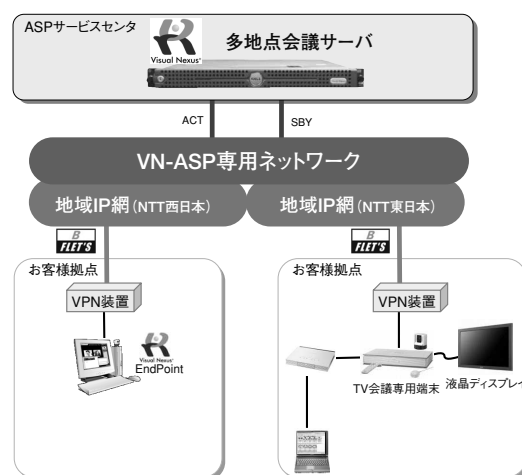 ASPサービスセンタ
Visual Nexus
多地点会議サーバ
ACT
SBY
VN-ASP専用ネットワーク
地域IP網(NTT西日本)
地域IP網(NTT東日本)
B
FLET'S
B
FLET'S
お客様拠点
お客様拠点
VPN装置
VPN装置
Visual Nexus
EndPoint
TV会議専用端末
液晶ディスプレイ